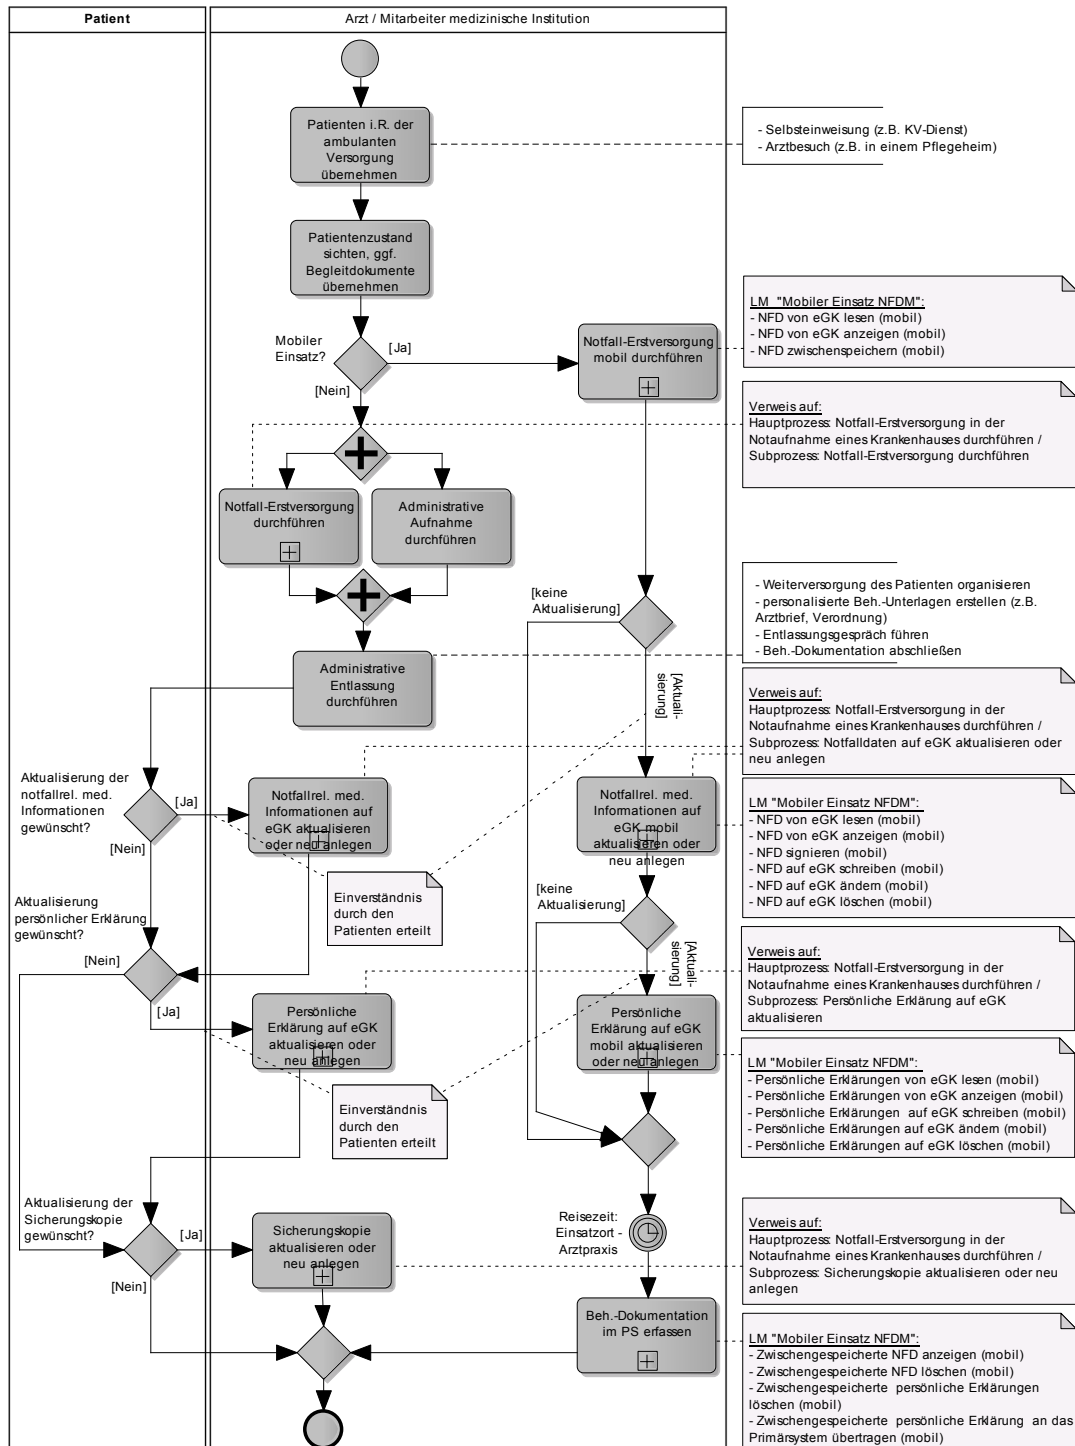 Patient
Arzt / Mitarbeiter medizinische Institution
Patienten i.R. der
ambulanten
Versorgung
übernehmen
- Selbsteinweisung (z.B. KV-Dienst)
- Arztbesuch (z.B. in einem Pflegeheim)
Patientenzustand
sichten, ggf.
Begleitdokumente
übernehmen
Mobiler
Einsatz?
[Ja]
[Nein]
Notfall-Erstversorgung
mobil durchführen
LM "Mobiler Einsatz NFDM":
- NFD von eGK lesen (mobil)
- NFD von eGK anzeigen (mobil)
- NFD zwischenspeichern (mobil)
Verweis auf:
Hauptprozess: Notfall-Erstversorgung in der
Notaufnahme eines Krankenhauses durchführen /
Subprozess: Notfall-Erstversorgung durchführen
Notfall-Erstversorgung
durchführen
Administrative
Aufnahme
durchführen
[keine
Aktualisierung]
- Weiterversorgung des Patienten organisieren
- personalisierte Beh.-Unterlagen erstellen (z.B.
Arztbrief, Verordnung)
- Entlassungsgespräch führen
- Beh.-Dokumentation abschließen
Administrative
Entlassung
durchführen
[Aktuali-
sierung]
Verweis auf:
Hauptprozess: Notfall-Erstversorgung in der
Notaufnahme eines Krankenhauses durchführen /
Subprozess: Notfalldaten auf eGK aktualisieren oder
neu anlegen
Aktualisierung der
notfallrel. med.
Informationen
gewünscht?
[Ja]
[Nein]
Notfallrel. med.
Informationen auf
eGK aktualisieren
oder neu anlegen
Notfallrel. med.
Informationen auf
eGK mobil
aktualisieren oder
neu anlegen
LM "Mobiler Einsatz NFDM":
- NFD von eGK lesen (mobil)
- NFD von eGK anzeigen (mobil)
- NFD signieren (mobil)
- NFD auf eGK schreiben (mobil)
- NFD auf eGK ändern (mobil)
- NFD auf eGK löschen (mobil)
Einverständnis
durch den
Patienten erteilt
[keine
Aktualisierung]
Aktualisierung
persönlicher Erklärung
gewünscht?
[Nein]
[Ja]
[Aktuali-
sierung]
Verweis auf:
Hauptprozess: Notfall-Erstversorgung in der
Notaufnahme eines Krankenhauses durchführen /
Subprozess: Persönliche Erklärung auf eGK
aktualisieren
Persönliche
Erklärung auf eGK
aktualisieren oder
neu anlegen
Persönliche
Erklärung auf eGK
mobil aktualisieren
oder neu anlegen
LM "Mobiler Einsatz NFDM":
- Persönliche Erklärungen von eGK lesen (mobil)
- Persönliche Erklärungen von eGK anzeigen (mobil)
- Persönliche Erklärungen auf eGK schreiben (mobil)
- Persönliche Erklärungen auf eGK ändern (mobil)
- Persönliche Erklärungen auf eGK löschen (mobil)
Einverständnis
durch den
Patienten erteilt
Aktualisierung der
Sicherungskopie
gewünscht?
[Ja]
[Nein]
Sicherungskopie
aktualisieren oder
neu anlegen
Reisezeit:
Einsatzort -
Arztpraxis
Verweis auf:
Hauptprozess: Notfall-Erstversorgung in der
Notaufnahme eines Krankenhauses durchführen /
Subprozess: Sicherungskopie aktualisieren oder neu
anlegen
Beh.-Dokumentation
im PS erfassen
LM "Mobiler Einsatz NFDM":
- Zwischengespeicherte NFD anzeigen (mobil)
- Zwischengespeicherte NFD löschen (mobil)
- Zwischengespeicherte persönliche Erklärungen
löschen (mobil)
- Zwischengespeicherte persönliche Erklärung an das
Primärsystem übertragen (mobil)